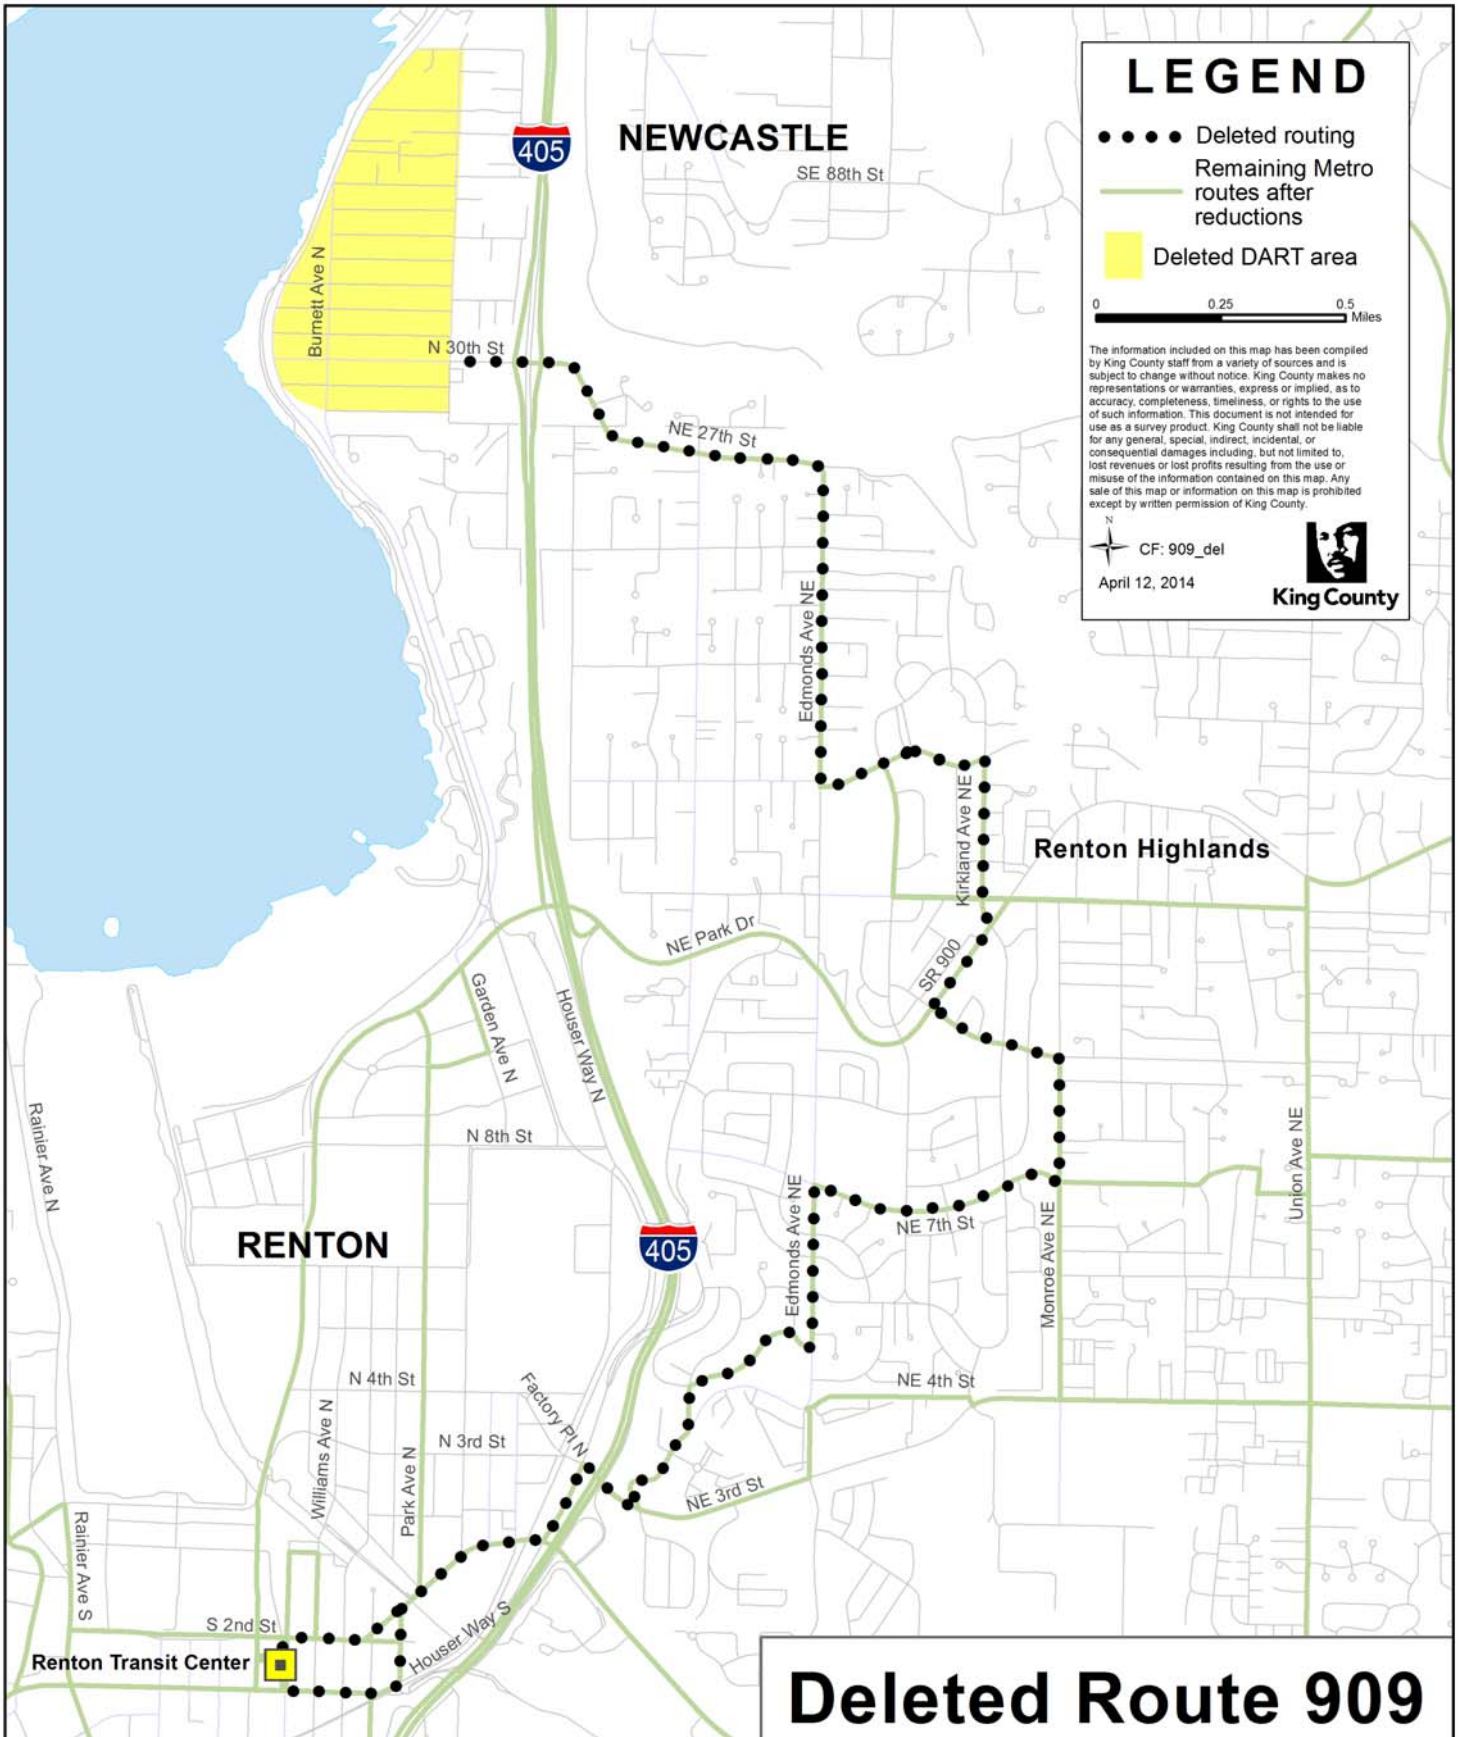 LEGEND
Deleted routing
Remaining Metro
routes after
reductions
Deleted DART area
0 0.25 0.5
Miles
The information included on this map has been compiled
by King County staff from a variety of sources and is
subject to change without notice. King County makes no
representations or warranties, express or implied, as to
accuracy, completeness, timeliness, or rights to the use
of such information. This document is not intended for
use as a survey product. King County shall not be liable
for any general, special, indirect, incidental, or
consequential damages including, but not limited to,
lost revenues or lost profits resulting from the use or
misuse of the information contained on this map. Any
sale of this map or information on this map is prohibited
except by written permission of King County.
N
CF: 909_del
April 12, 2014
King County
405
NEWCASTLE
SE 88th St
Burnett Ave N
N 30th St
NE 27th St
Edmonds Ave NE
Kirkland Ave NE
Renton Highlands
NE Park Dr
SR 900
Garden Ave N
Houser Way N
Rainier Ave N
N 8th St
Union Ave NE
Edmonds Ave NE
NE 7th St
Monroe Ave NE
RENTON
405
N 4th St
Factory Pl N
NE 4th St
Williams Ave N
N 3rd St
Park Ave N
NE 3rd St
Rainier Ave S
S 2nd St
Houser Way S
Renton Transit Center
Deleted Route 909